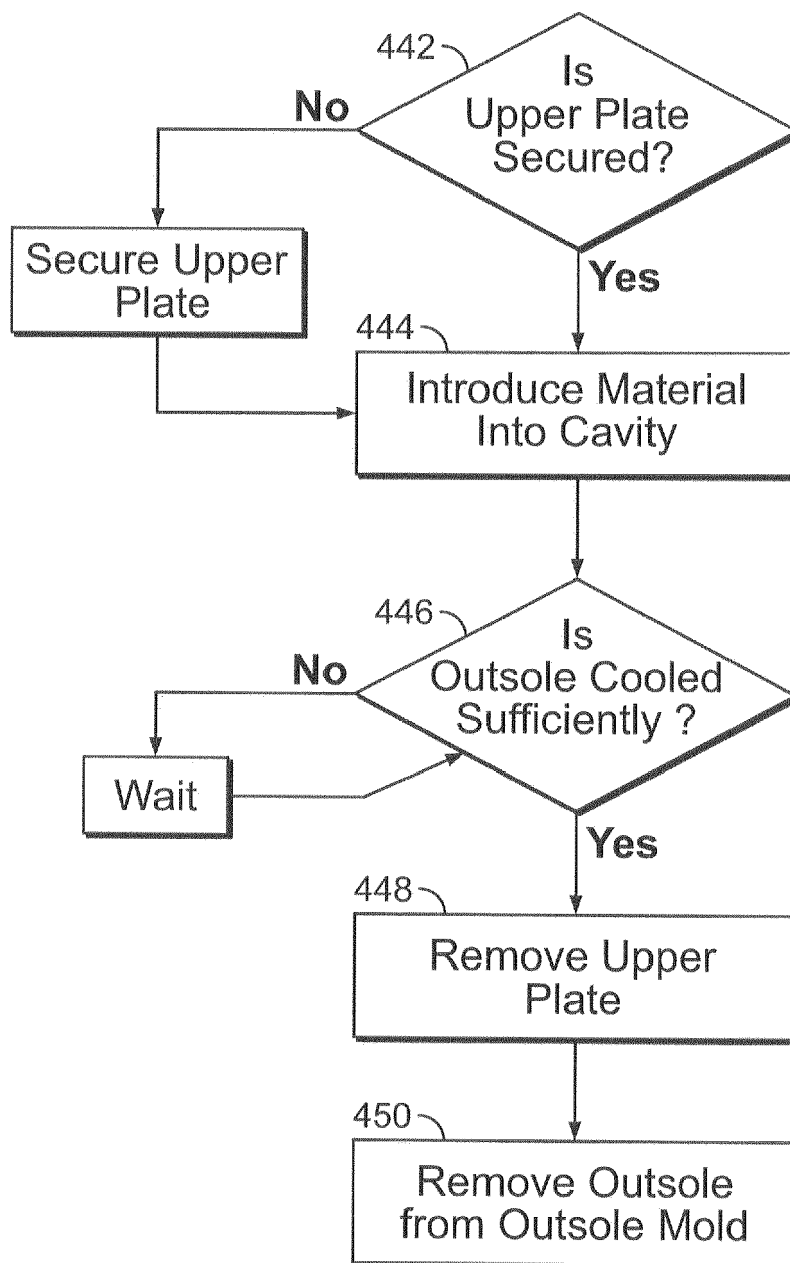 442
Is
Upper Plate
Secured?
No
Yes
Secure Upper
Plate
444
Introduce Material
Into Cavity
446
Is
Outsole Cooled
Sufficiently ?
No
Wait
Yes
448
Remove Upper
Plate
450
Remove Outsole
from Outsole Mold